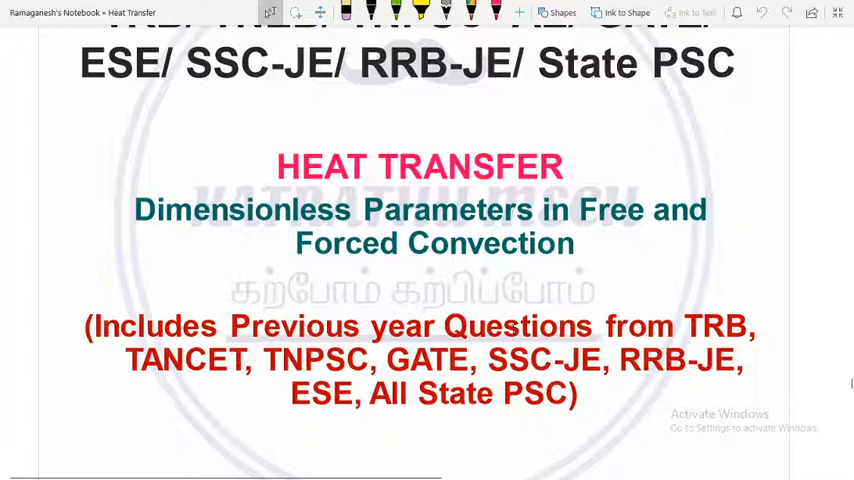 Ramaganesh's Notebook » Heat Transfer
Shapes
Ink to Shape
Ink to Text
ESE/ SSC-JE/ RRB-JE/ State PSC
HEAT TRANSFER
Dimensionless Parameters in Free and
Forced Convection
கற்போம் கற்பிப்போம்
(Includes Previous year Questions from TRB,
TANCET, TNPSC, GATE, SSC-JE, RRB-JE,
ESE, All State PSC)
Activate Windows
Go to Settings to activate Windows.